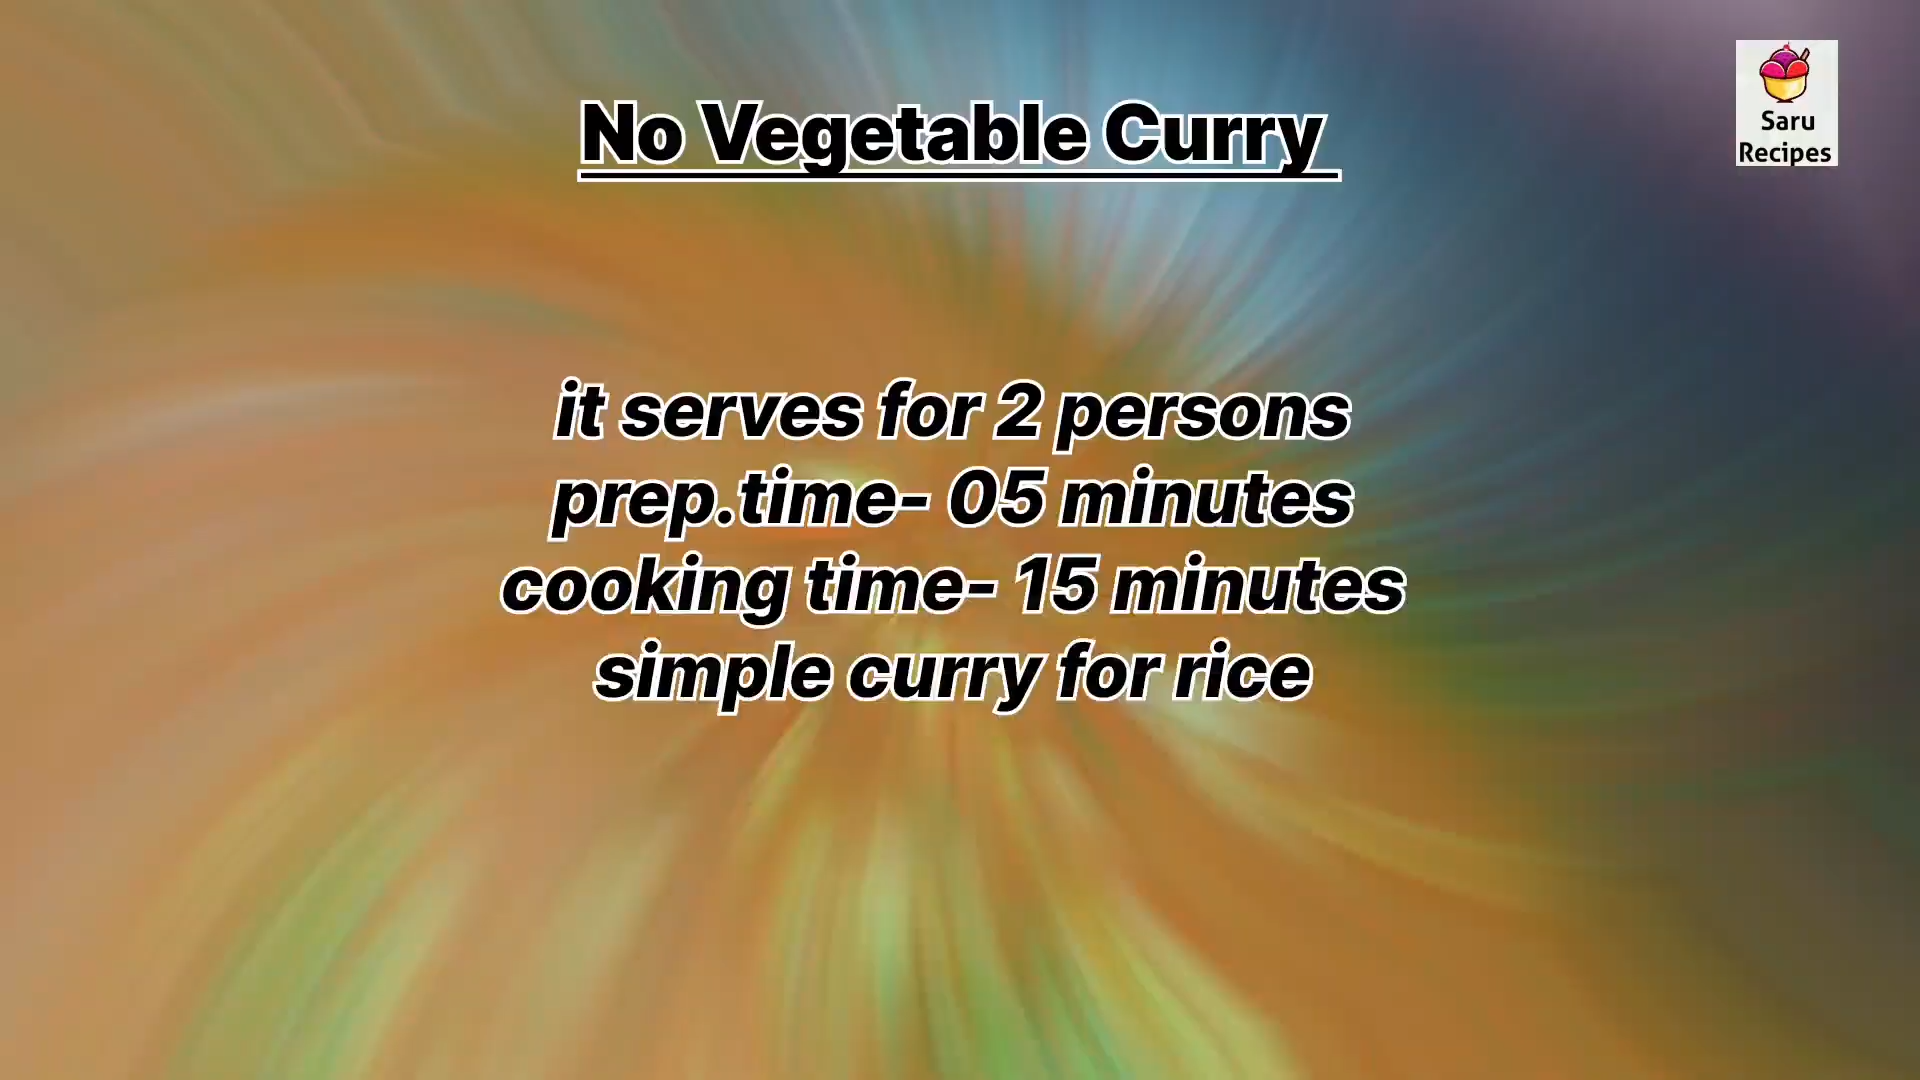 No Vegetable Curry
Saru
Recipes
it serves for 2 persons
prep.time- 05 minutes
cooking time- 15 minutes
simple curry for rice